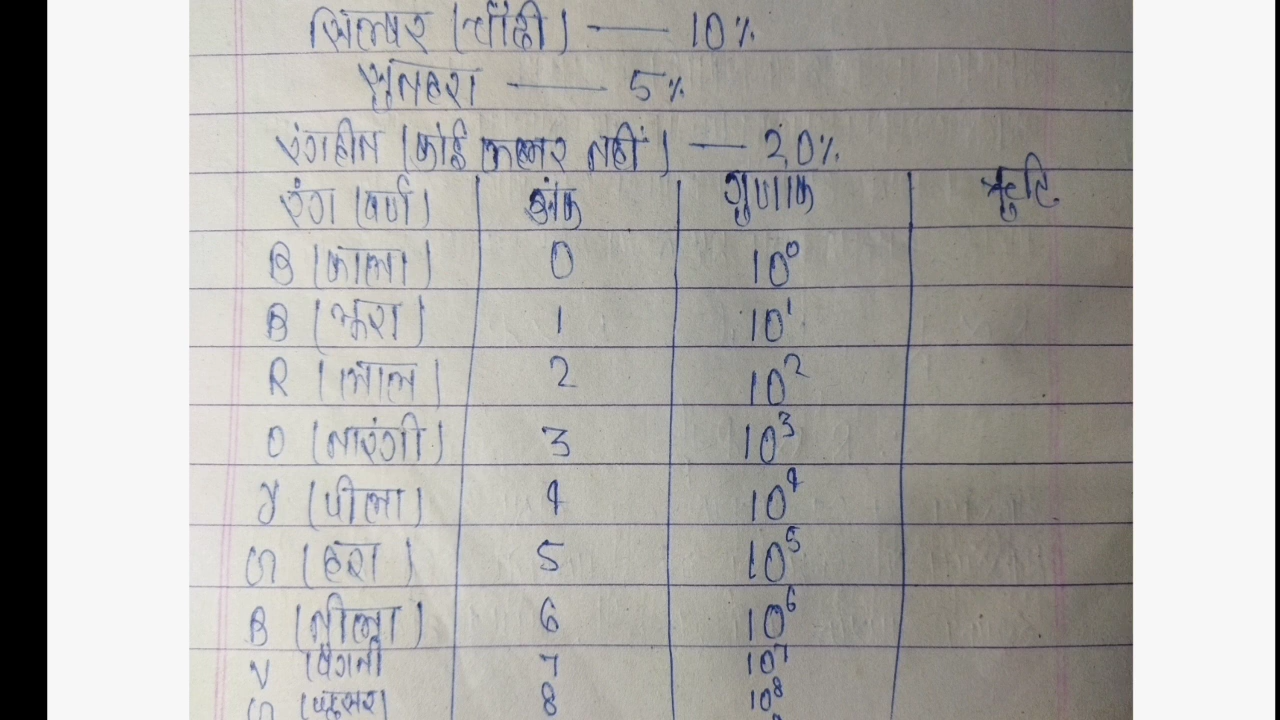 सिल्वर (चाँदी) — 10%
सुनहरा — 5%
रंगहीन (कोई कलर नहीं) — 20%
रंग (वर्ण) अंक गुणांक त्रुटि
B (काला) 0 10⁰
B (भूरा) 1 10¹
R (लाल) 2 10²
O (नारंगी) 3 10³
Y (पीला) 4 10⁴
G (हरा) 5 10⁵
B (नीला) 6 10⁶
V (बैंगनी 7 10⁷
G (धूसर) 8 10⁸